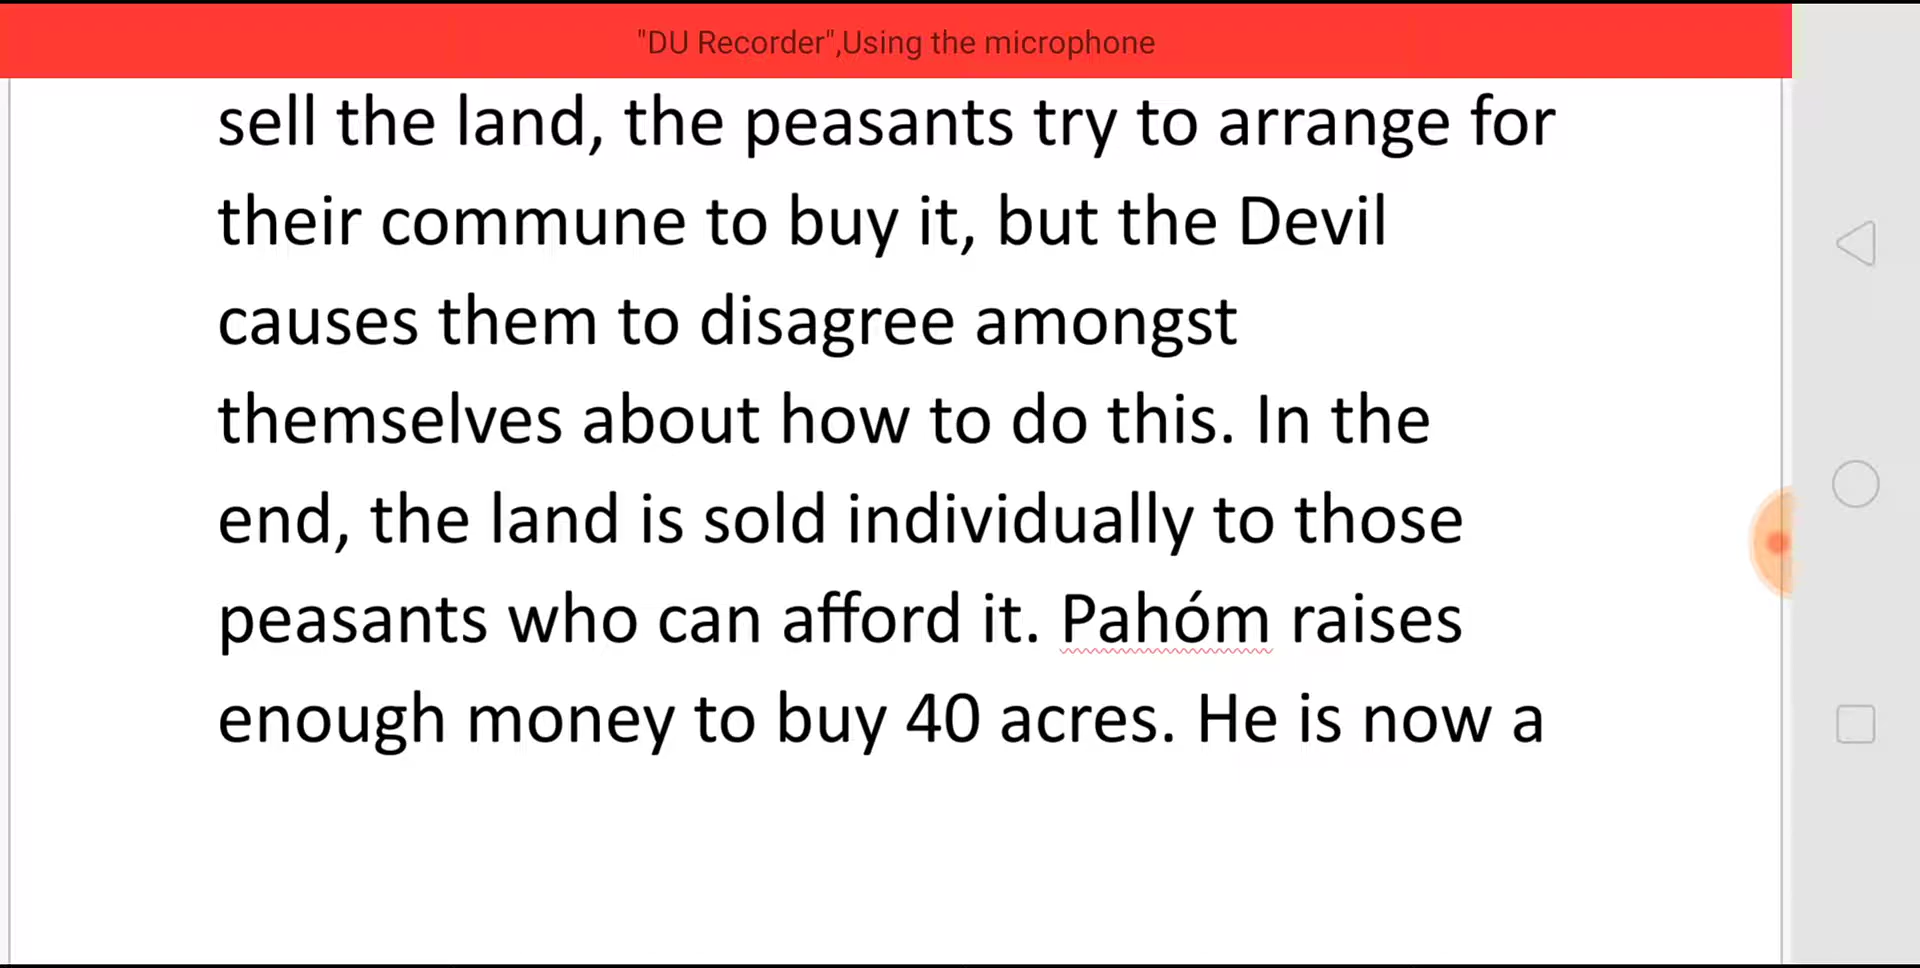 "DU Recorder",Using the microphone
sell the land, the peasants try to arrange for
their commune to buy it, but the Devil
causes them to disagree amongst
themselves about how to do this. In the
end, the land is sold individually to those
peasants who can afford it. Pahóm raises
enough money to buy 40 acres. He is now a